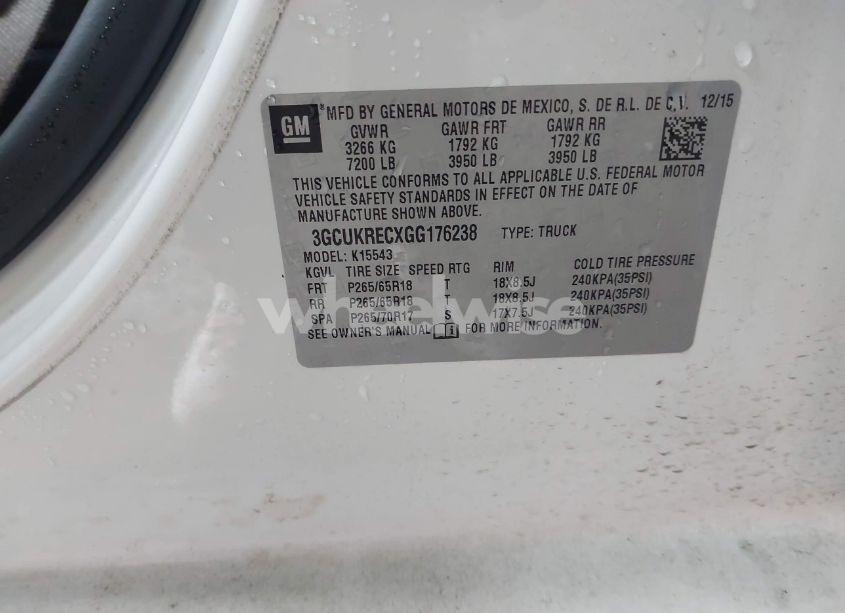 GM
MFD BY GENERAL MOTORS DE MEXICO, S. DE R.L. DE C.V. 12/15
GVWR GAWR FRT GAWR RR
3266 KG 1792 KG 1792 KG
7200 LB 3950 LB 3950 LB
THIS VEHICLE CONFORMS TO ALL APPLICABLE U.S. FEDERAL MOTOR
VEHICLE SAFETY STANDARDS IN EFFECT ON THE DATE OF
MANUFACTURE SHOWN ABOVE.
3GCUKRECXGG176238 TYPE: TRUCK
MODEL: K15543
KGVL TIRE SIZE SPEED RTG RIM COLD TIRE PRESSURE
FRT P265/65R18 T 18X8.5J 240KPA(35PSI)
RR P265/65R18 T 18X8.5J 240KPA(35PSI)
SPA P265/70R17 S 17X7.5J 240KPA(35PSI)
SEE OWNER'S MANUAL FOR MORE INFORMATION.
wheelwise